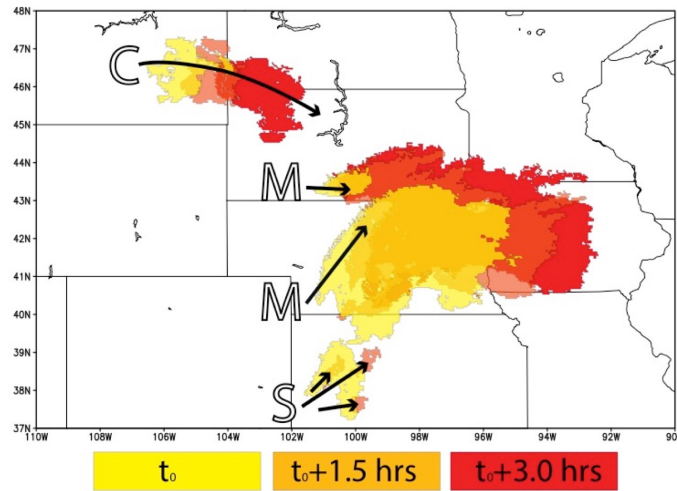 48N
47N
46N
45N
44N
43N
42N
41N
40N
39N
38N
37N
C
M
M
S
110W 108W 106W 104W 102W 100W 98W 96W 94W 92W 90
t₀ t₀+1.5 hrs t₀+3.0 hrs